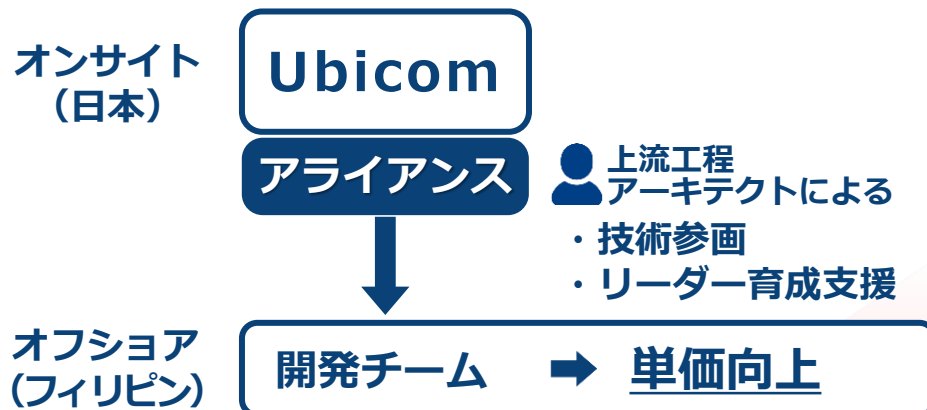 オンサイト
（日本）
Ubicom
アライアンス
上流工程
アーキテクトによる
・技術参画
・リーダー育成支援
オフショア
（フィリピン）
開発チーム ➡ 単価向上